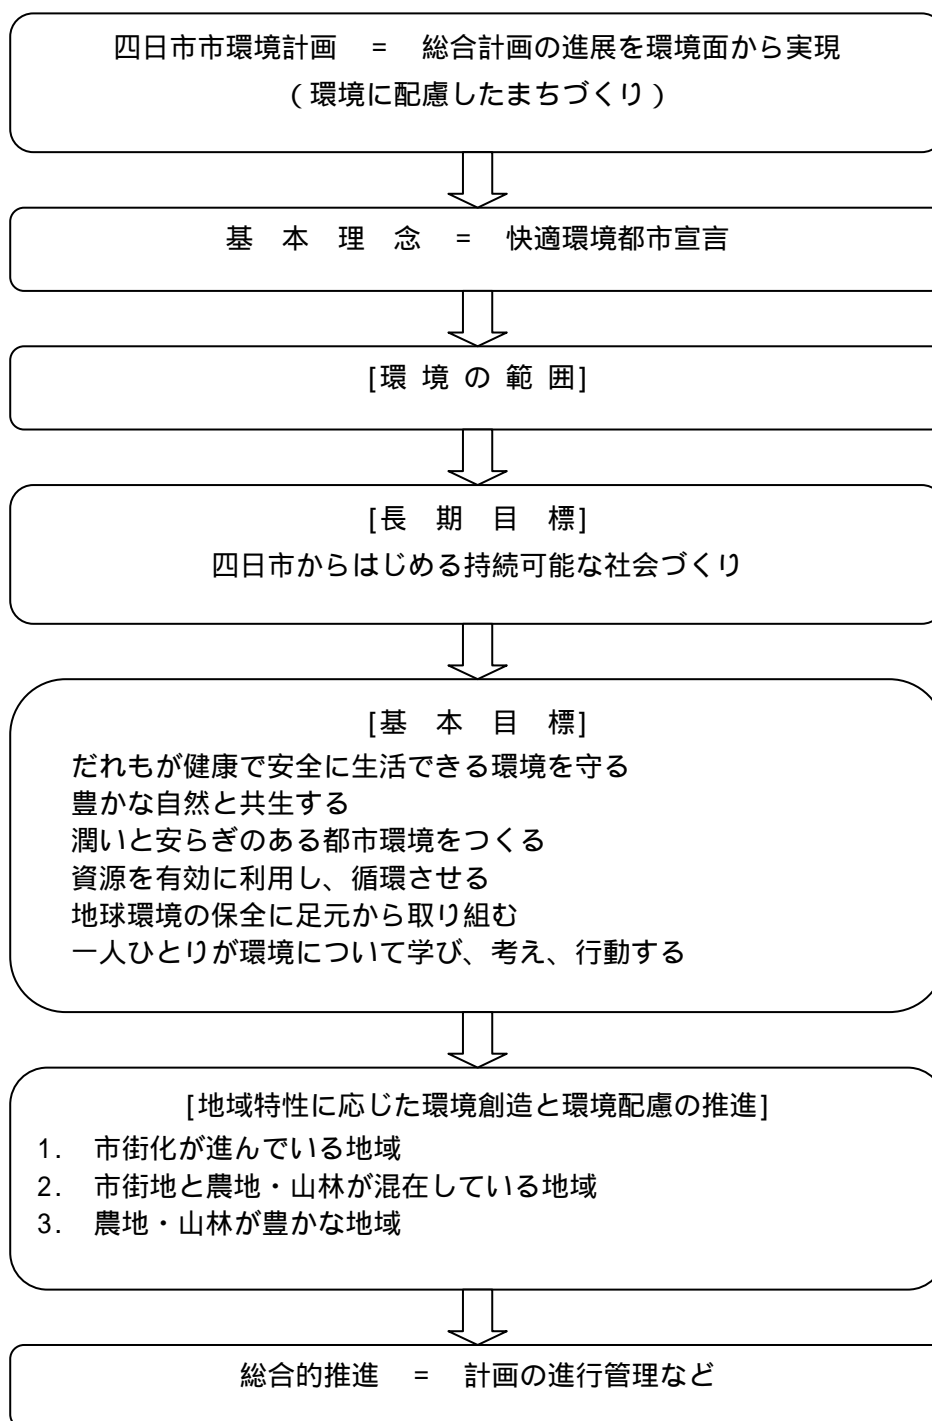 四日市市環境計画 = 総合計画の進展を環境面から実現
(環境に配慮したまちづくり)
基 本 理 念 = 快適環境都市宣言
[環 境 の 範 囲]
[長 期 目 標]
四日市からはじめる持続可能な社会づくり
[基 本 目 標]
だれもが健康で安全に生活できる環境を守る
豊かな自然と共生する
潤いと安らぎのある都市環境をつくる
資源を有効に利用し、循環させる
地球環境の保全に足元から取り組む
一人ひとりが環境について学び、考え、行動する
[地域特性に応じた環境創造と環境配慮の推進]
1. 市街化が進んでいる地域
2. 市街地と農地・山林が混在している地域
3. 農地・山林が豊かな地域
総合的推進 = 計画の進行管理など